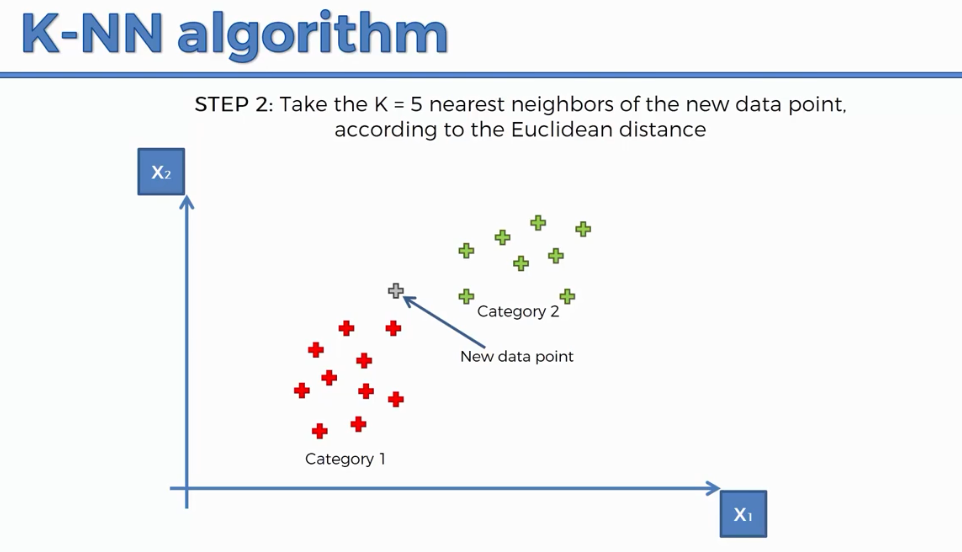 K-NN algorithm
STEP 2: Take the K = 5 nearest neighbors of the new data point,
according to the Euclidean distance
X2
Category 2
New data point
Category 1
X1